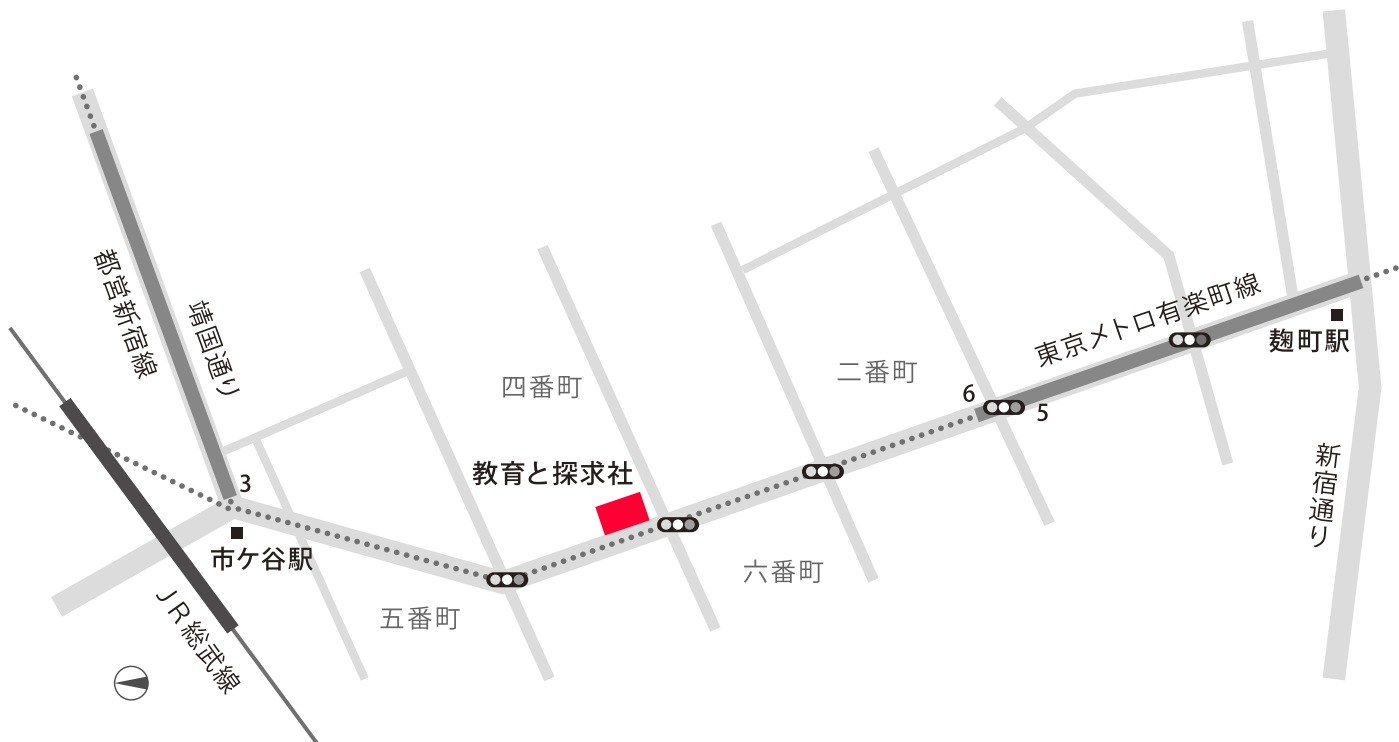 都営新宿線
靖国通り
3
市ケ谷駅
JR総武線
四番町
教育と探求社
五番町
六番町
二番町
6
5
東京メトロ有楽町線
麹町駅
新宿通り